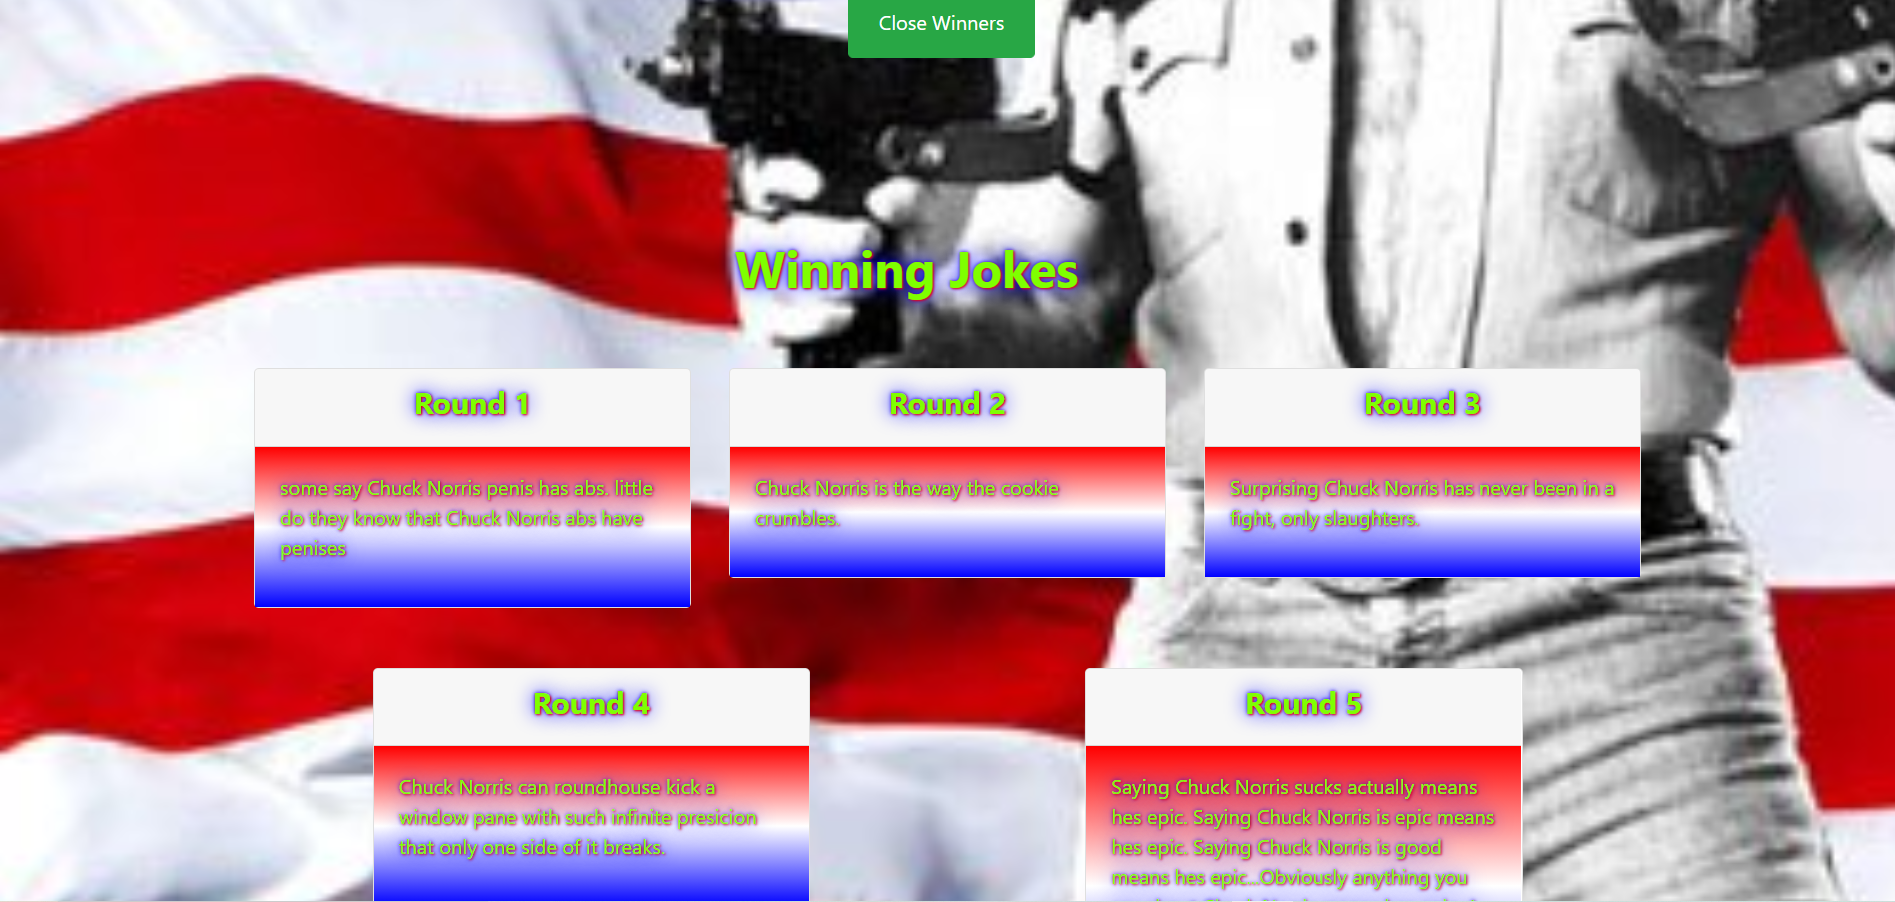 Close Winners
Winning Jokes
Round 1
some say Chuck Norris penis has abs. little
do they know that Chuck Norris abs have
penises
Round 2
Chuck Norris is the way the cookie
crumbles.
Round 3
Surprising Chuck Norris has never been in a
fight, only slaughters.
Round 4
Chuck Norris can roundhouse kick a
window pane with such infinite presicion
that only one side of it breaks.
Round 5
Saying Chuck Norris sucks actually means
hes epic. Saying Chuck Norris is epic means
hes epic. Saying Chuck Norris is good
means hes epic...Obviously anything you